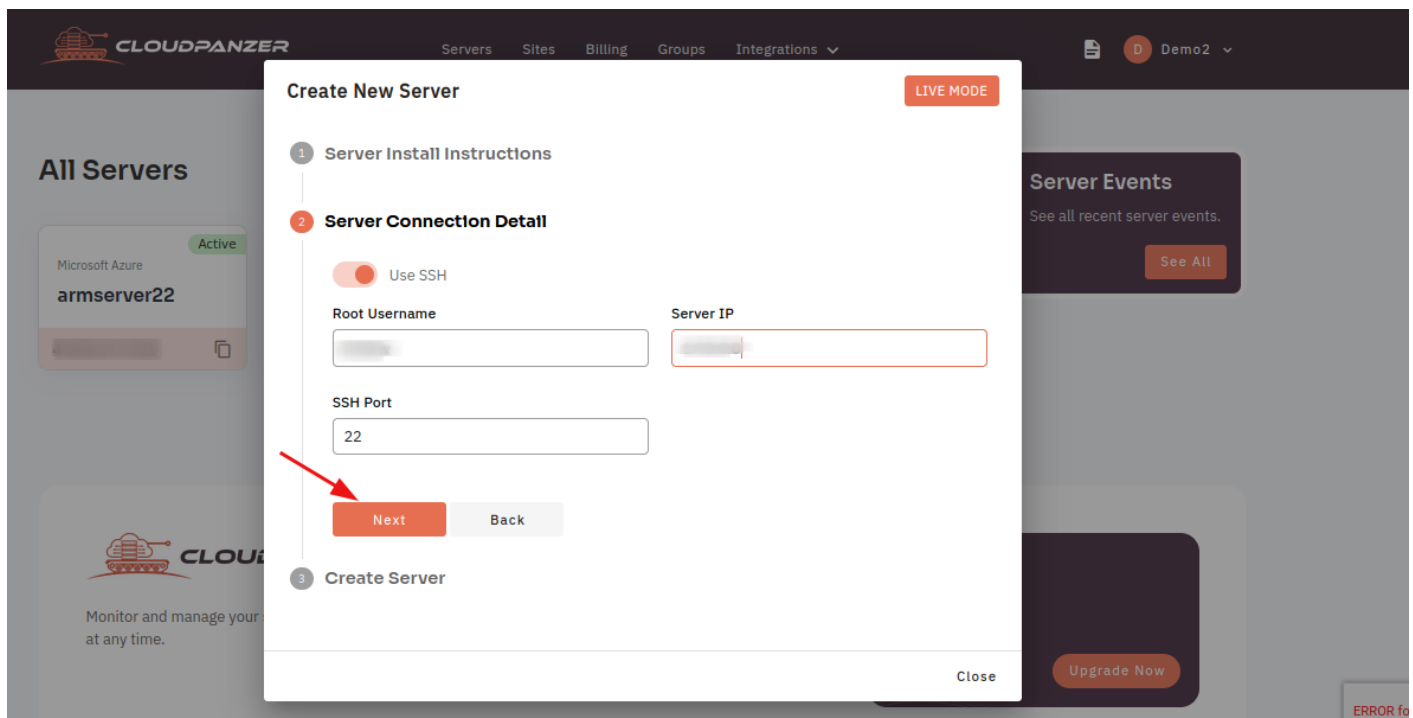 CLOUDPANZER
Servers Sites Billing Groups Integrations
D Demo2
Create New Server
LIVE MODE
1 Server Install Instructions
All Servers
Server Events
2 Server Connection Detail
See all recent server events.
Active
Microsoft Azure
See All
Use SSH
armserver22
Root Username
Server IP
SSH Port
22
Next
Back
CLOU
3 Create Server
Monitor and manage your
at any time.
Upgrade Now
Close
ERROR fo